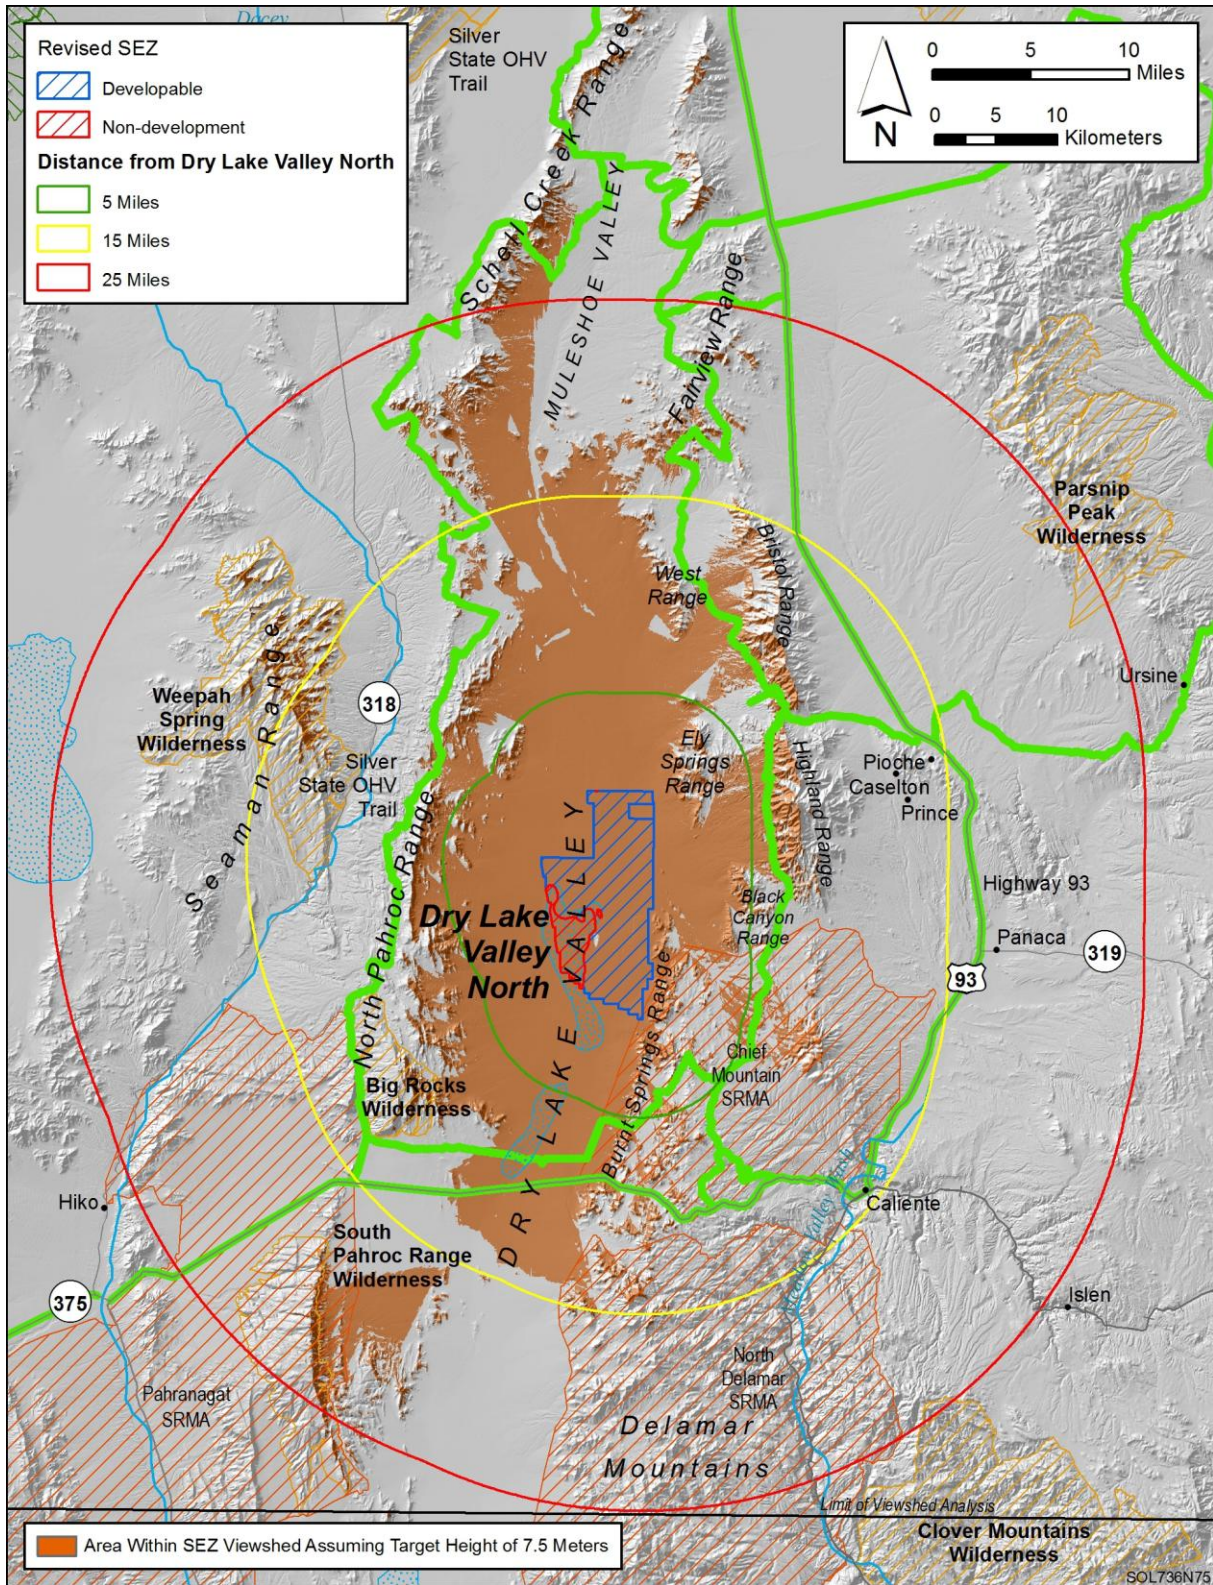 Docey
Revised SEZ
Developable
Non-development
Distance from Dry Lake Valley North
5 Miles
15 Miles
25 Miles
Silver
State OHV
Trail
0 5 10
Miles
0 5 10
Kilometers
N
Schell Creek Range
MULESHOE VALLEY
Fairview Range
Parsnip
Peak
Wilderness
West
Range
Bristol Range
Weepah
Spring
Wilderness
Seaman Range
318
Silver
State OHV
Trail
Ursine
Ely
Springs
Range
Highland Range
Pioche
Caselton
Prince
North Pahroc Range
Highway 93
Black
Canyon
Range
Dry Lake
Valley
North
DRY LAKE VALLEY
Panaca
319
93
Burnt Springs Range
Chief
Mountain
SRMA
Big Rocks
Wilderness
Meadow Valley Wash
Hiko
Caliente
South
Pahroc Range
Wilderness
375
Islen
Pahranagat
SRMA
North
Delamar
SRMA
Delamar
Mountains
Limit of Viewshed Analysis
Clover Mountains
Wilderness
Area Within SEZ Viewshed Assuming Target Height of 7.5 Meters
SOL736N75